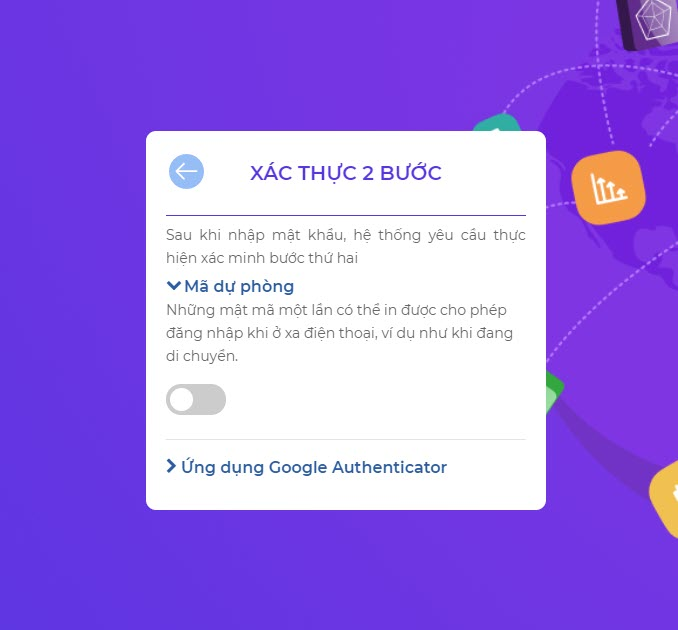 XÁC THỰC 2 BƯỚC
Sau khi nhập mật khẩu, hệ thống yêu cầu thực
hiện xác minh bước thứ hai
Mã dự phòng
Những mật mã một lần có thể in được cho phép
đăng nhập khi ở xa điện thoại, ví dụ như khi đang
di chuyển.
Ứng dụng Google Authenticator